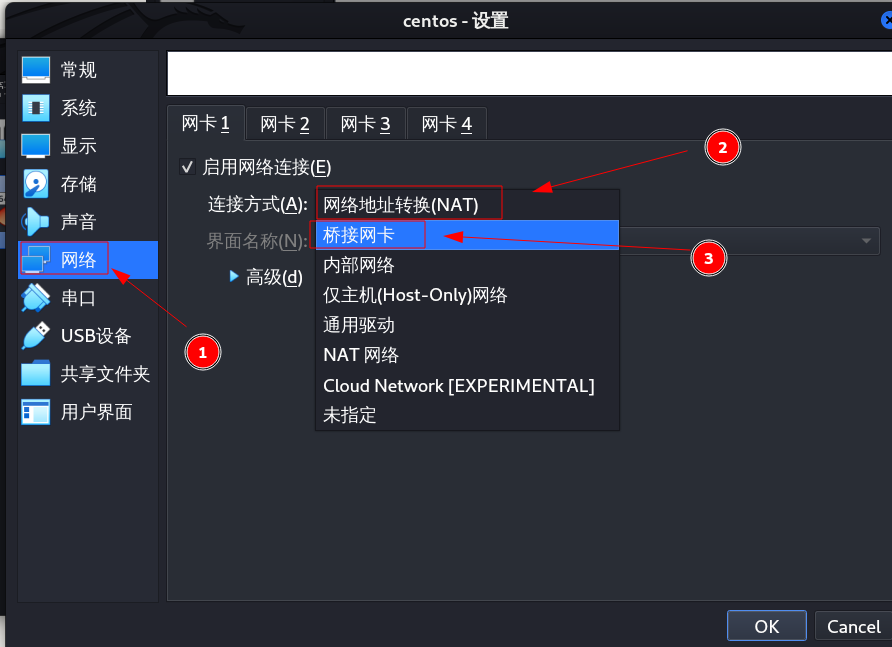 centos - 设置
常规
系统
显示
存储
声音
网络
串口
USB设备
共享文件夹
用户界面
网卡 1 网卡 2 网卡 3 网卡 4
启用网络连接(E)
连接方式(A): 网络地址转换(NAT)
界面名称(N): 桥接网卡
高级(d) 内部网络
仅主机(Host-Only)网络
通用驱动
NAT 网络
Cloud Network [EXPERIMENTAL]
未指定
1
2
3
OK Cancel